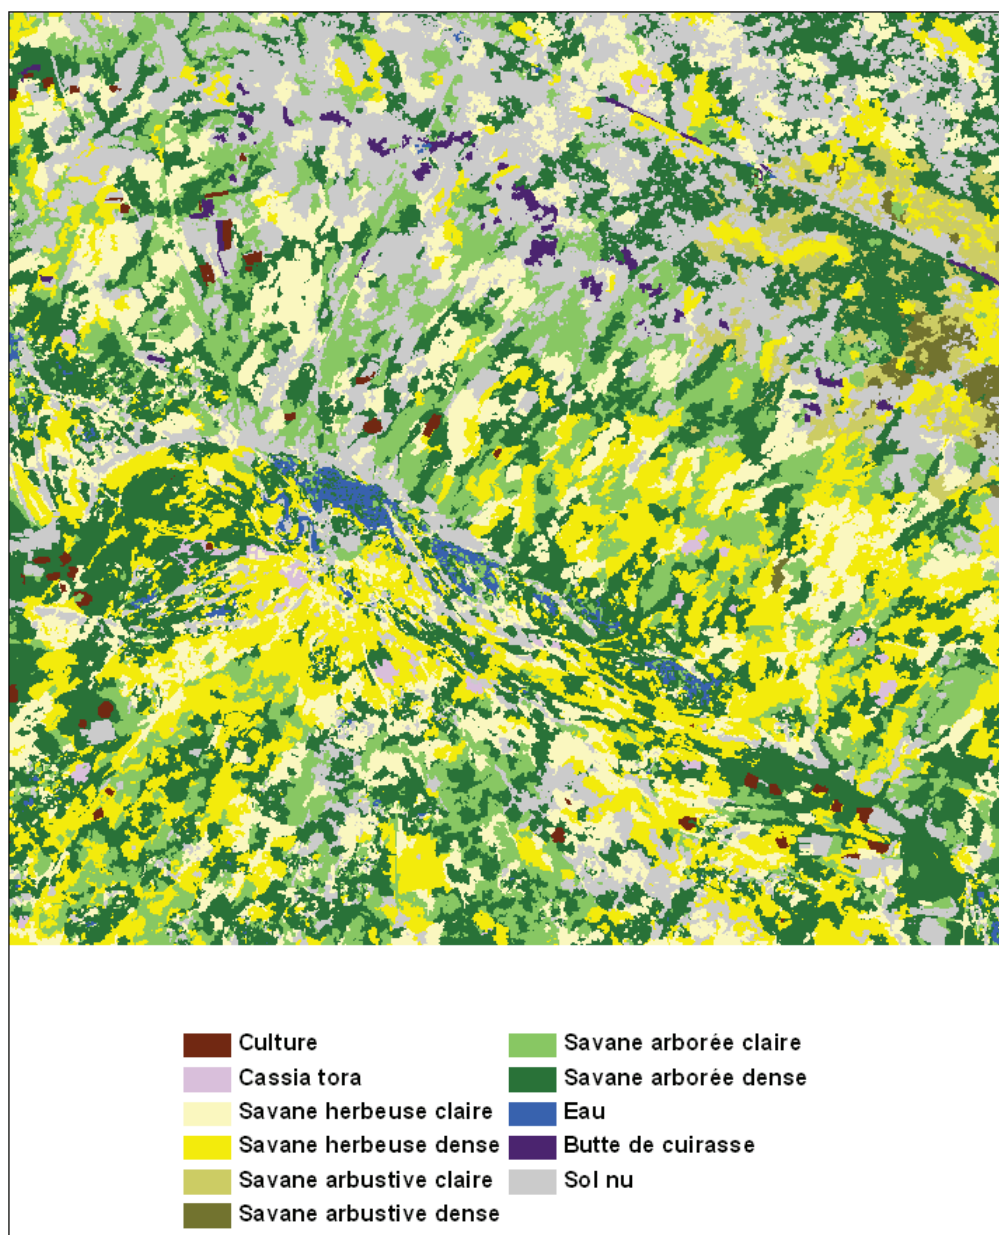 Culture
Cassia tora
Savane herbeuse claire
Savane herbeuse dense
Savane arbustive claire
Savane arbustive dense
Savane arborée claire
Savane arborée dense
Eau
Butte de cuirasse
Sol nu